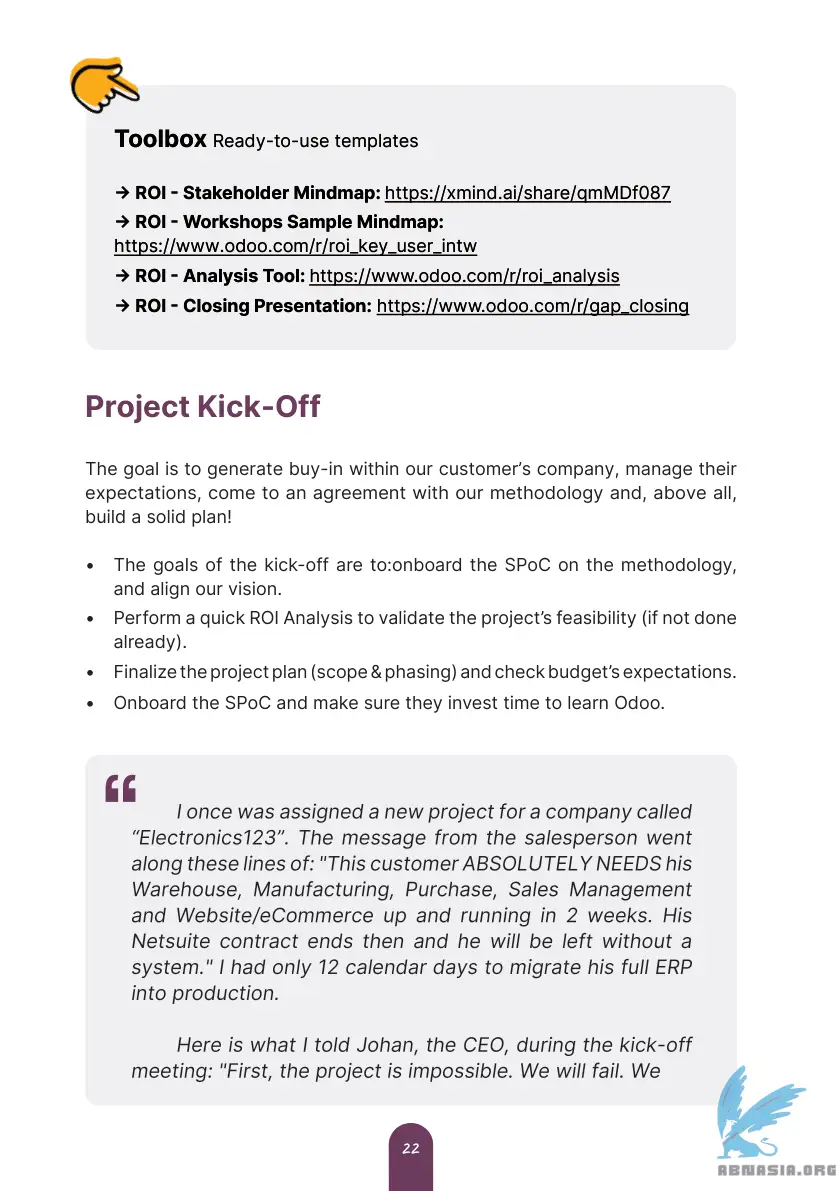 Toolbox Ready-to-use templates
→ ROI - Stakeholder Mindmap: https://xmind.ai/share/qmMDf087
→ ROI - Workshops Sample Mindmap:
https://www.odoo.com/r/roi_key_user_intw
→ ROI - Analysis Tool: https://www.odoo.com/r/roi_analysis
→ ROI - Closing Presentation: https://www.odoo.com/r/gap_closing
Project Kick-Off
The goal is to generate buy-in within our customer’s company, manage their
expectations, come to an agreement with our methodology and, above all,
build a solid plan!
• The goals of the kick-off are to:onboard the SPoC on the methodology,
and align our vision.
• Perform a quick ROI Analysis to validate the project’s feasibility (if not done
already).
• Finalize the project plan (scope & phasing) and check budget’s expectations.
• Onboard the SPoC and make sure they invest time to learn Odoo.
“
I once was assigned a new project for a company called
“Electronics123”. The message from the salesperson went
along these lines of: "This customer ABSOLUTELY NEEDS his
Warehouse, Manufacturing, Purchase, Sales Management
and Website/eCommerce up and running in 2 weeks. His
Netsuite contract ends then and he will be left without a
system." I had only 12 calendar days to migrate his full ERP
into production.
Here is what I told Johan, the CEO, during the kick-off
meeting: "First, the project is impossible. We will fail. We
22
ABNASIA.ORG